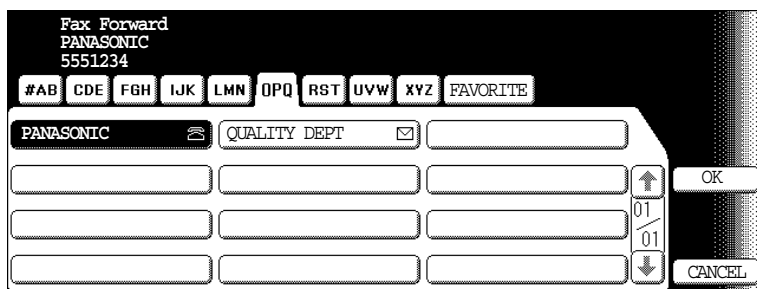 Fax Forward
PANASONIC
5551234
#AB CDE FGH IJK LMN OPQ RST UVW XYZ FAVORITE
PANASONIC QUALITY DEPT
OK
01
01
CANCEL